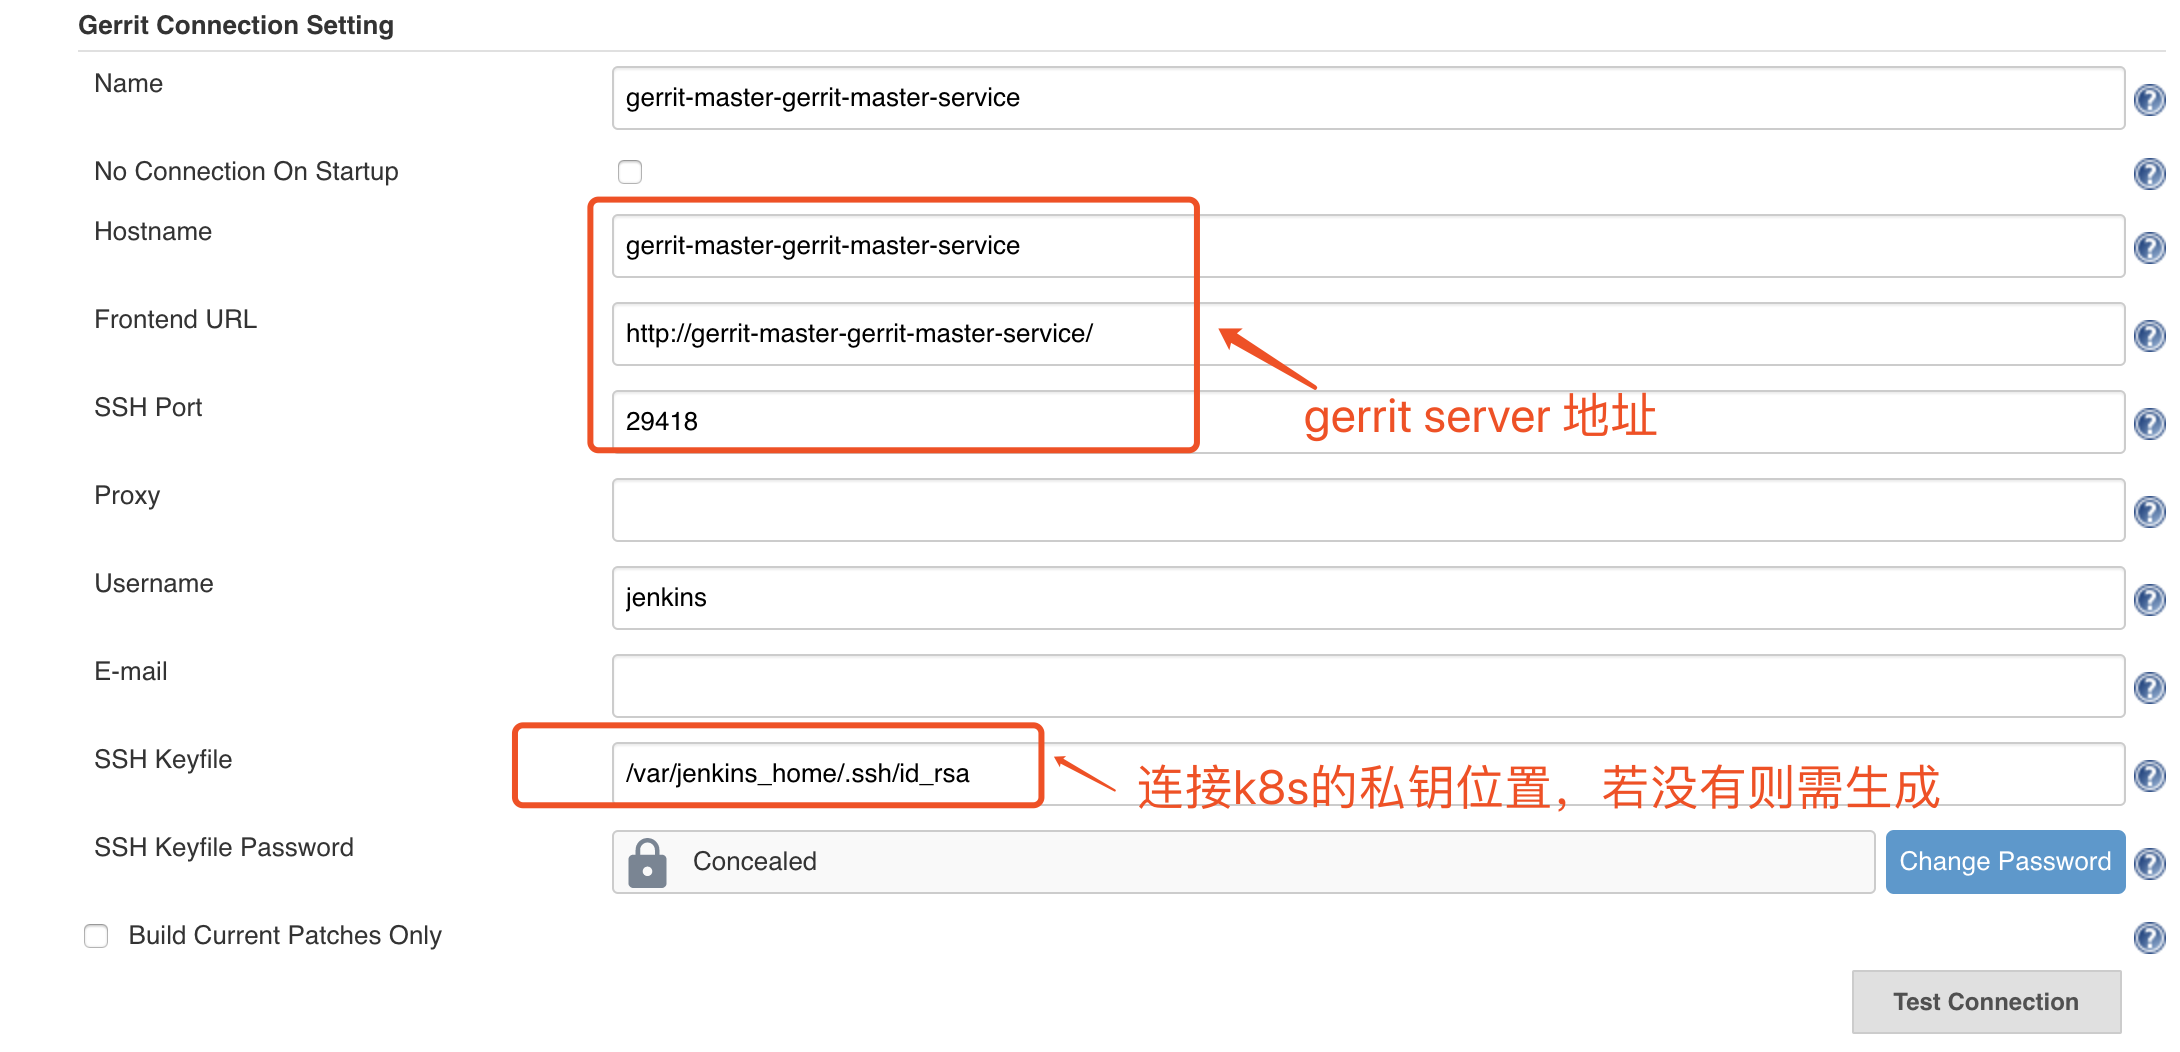 Gerrit Connection Setting
Name
gerrit-master-gerrit-master-service
No Connection On Startup
Hostname
gerrit-master-gerrit-master-service
Frontend URL
http://gerrit-master-gerrit-master-service/
SSH Port
29418
gerrit server 地址
Proxy
Username
jenkins
E-mail
SSH Keyfile
/var/jenkins_home/.ssh/id_rsa
连接k8s的私钥位置，若没有则需生成
SSH Keyfile Password
Concealed
Change Password
Build Current Patches Only
Test Connection